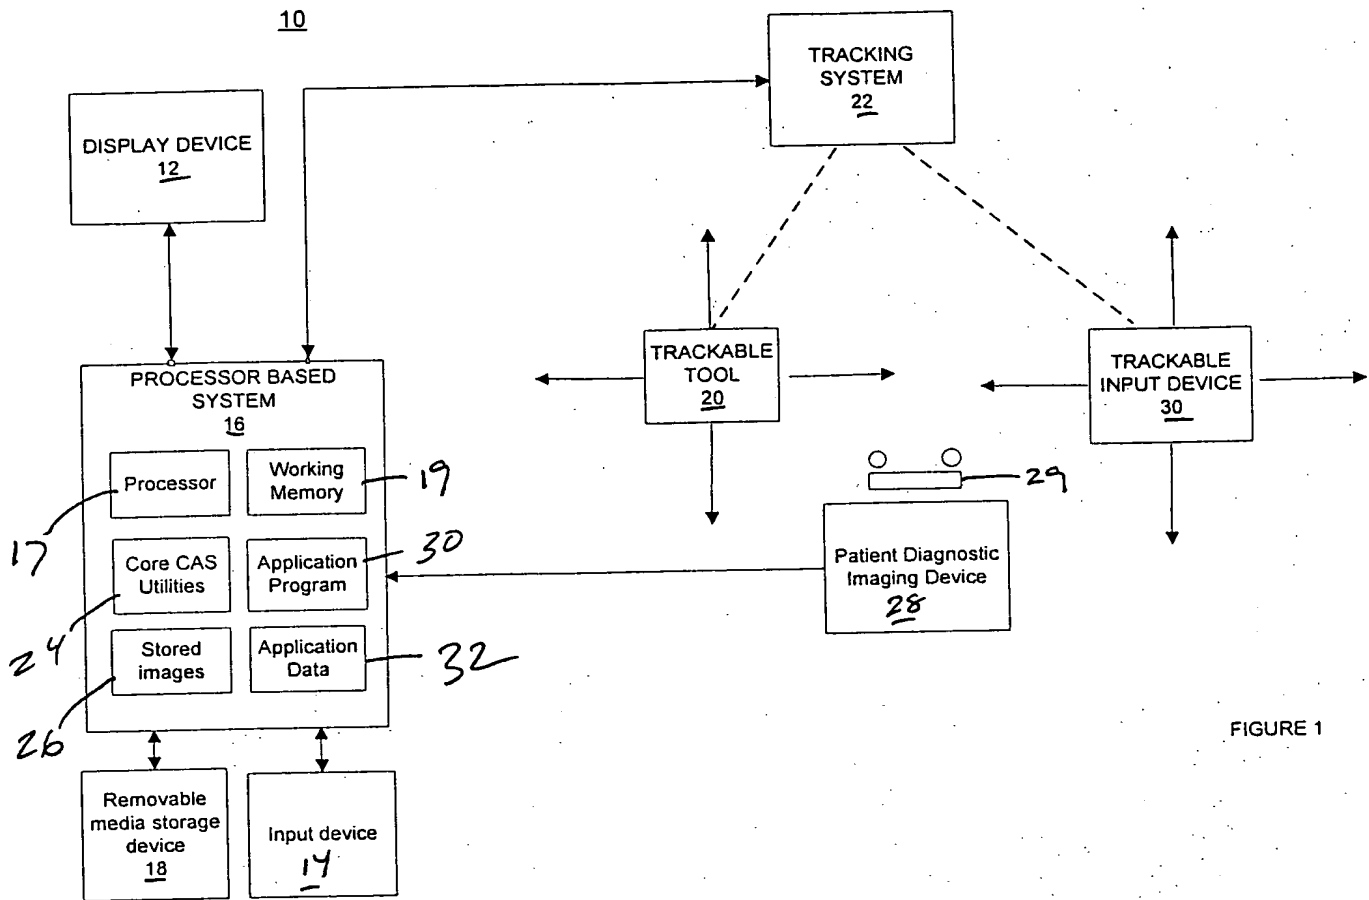 10
TRACKING
SYSTEM
22
DISPLAY DEVICE
12
TRACKABLE
TOOL
20
TRACKABLE
INPUT DEVICE
30
PROCESSOR BASED
SYSTEM
16
Processor
17
Working
Memory
19
Core CAS
Utilities
24
Application
Program
30
Stored
images
26
Application
Data
32
29
Patient Diagnostic
Imaging Device
28
FIGURE 1
Removable
media storage
device
18
Input device
14